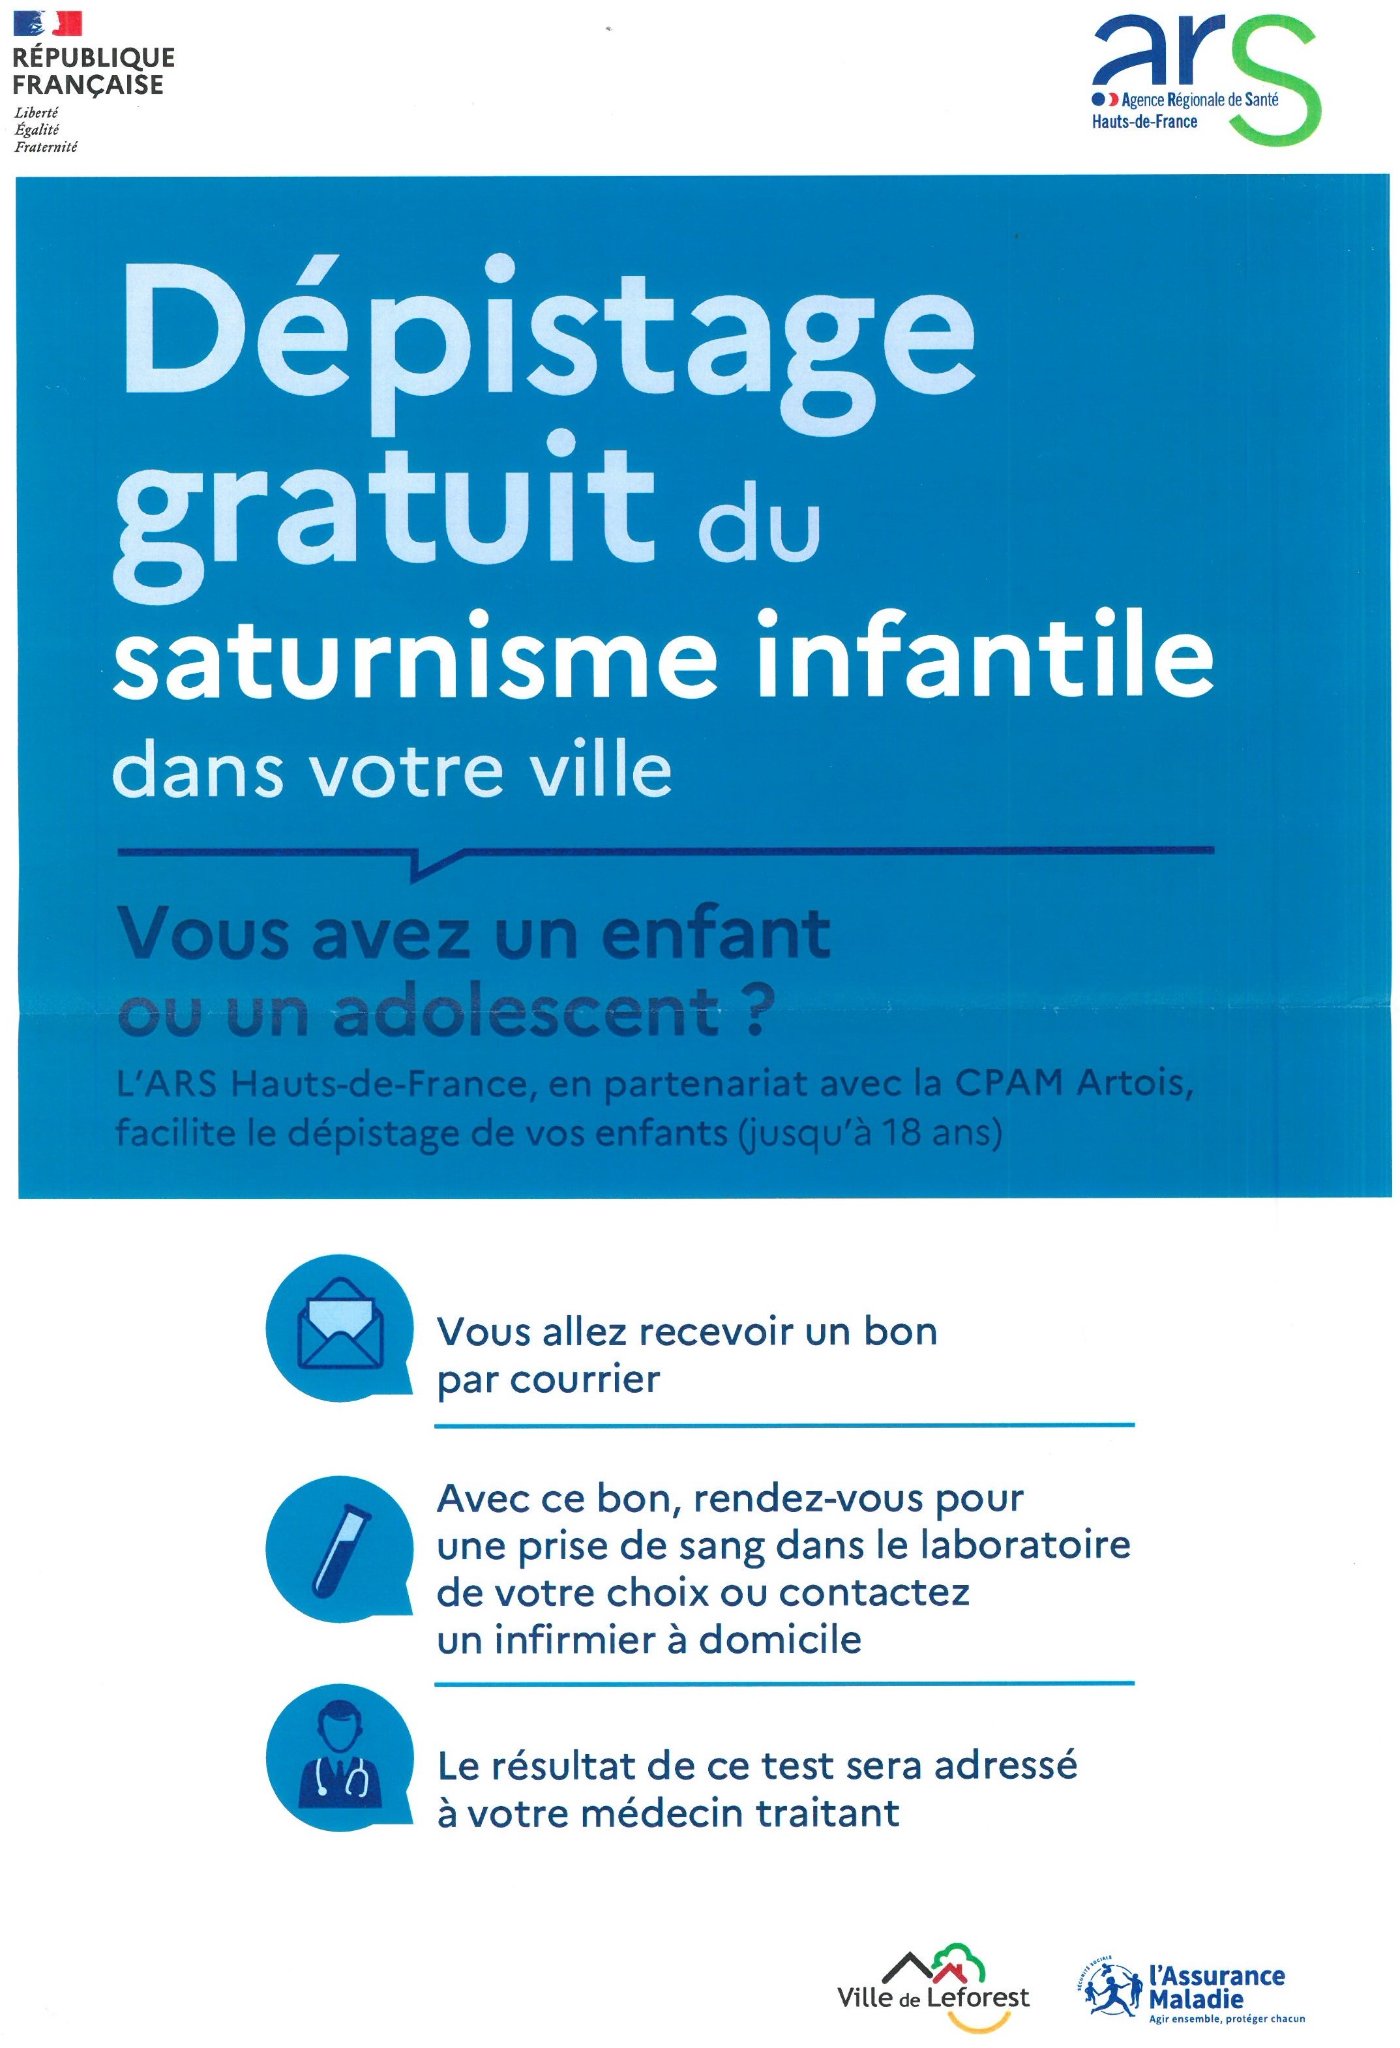 RÉPUBLIQUE
FRANÇAISE
Liberté
Égalité
Fraternité
ars
Agence Régionale de Santé
Hauts-de-France
Dépistage
gratuit du
saturnisme infantile
dans votre ville
Vous avez un enfant
ou un adolescent ?
L'ARS Hauts-de-France, en partenariat avec la CPAM Artois,
facilite le dépistage de vos enfants (jusqu'à 18 ans)
Vous allez recevoir un bon
par courrier
Avec ce bon, rendez-vous pour
une prise de sang dans le laboratoire
de votre choix ou contactez
un infirmier à domicile
Le résultat de ce test sera adressé
à votre médecin traitant
Ville de Leforest
SÉCURITÉ SOCIALE
l'Assurance
Maladie
Agir ensemble, protéger chacun